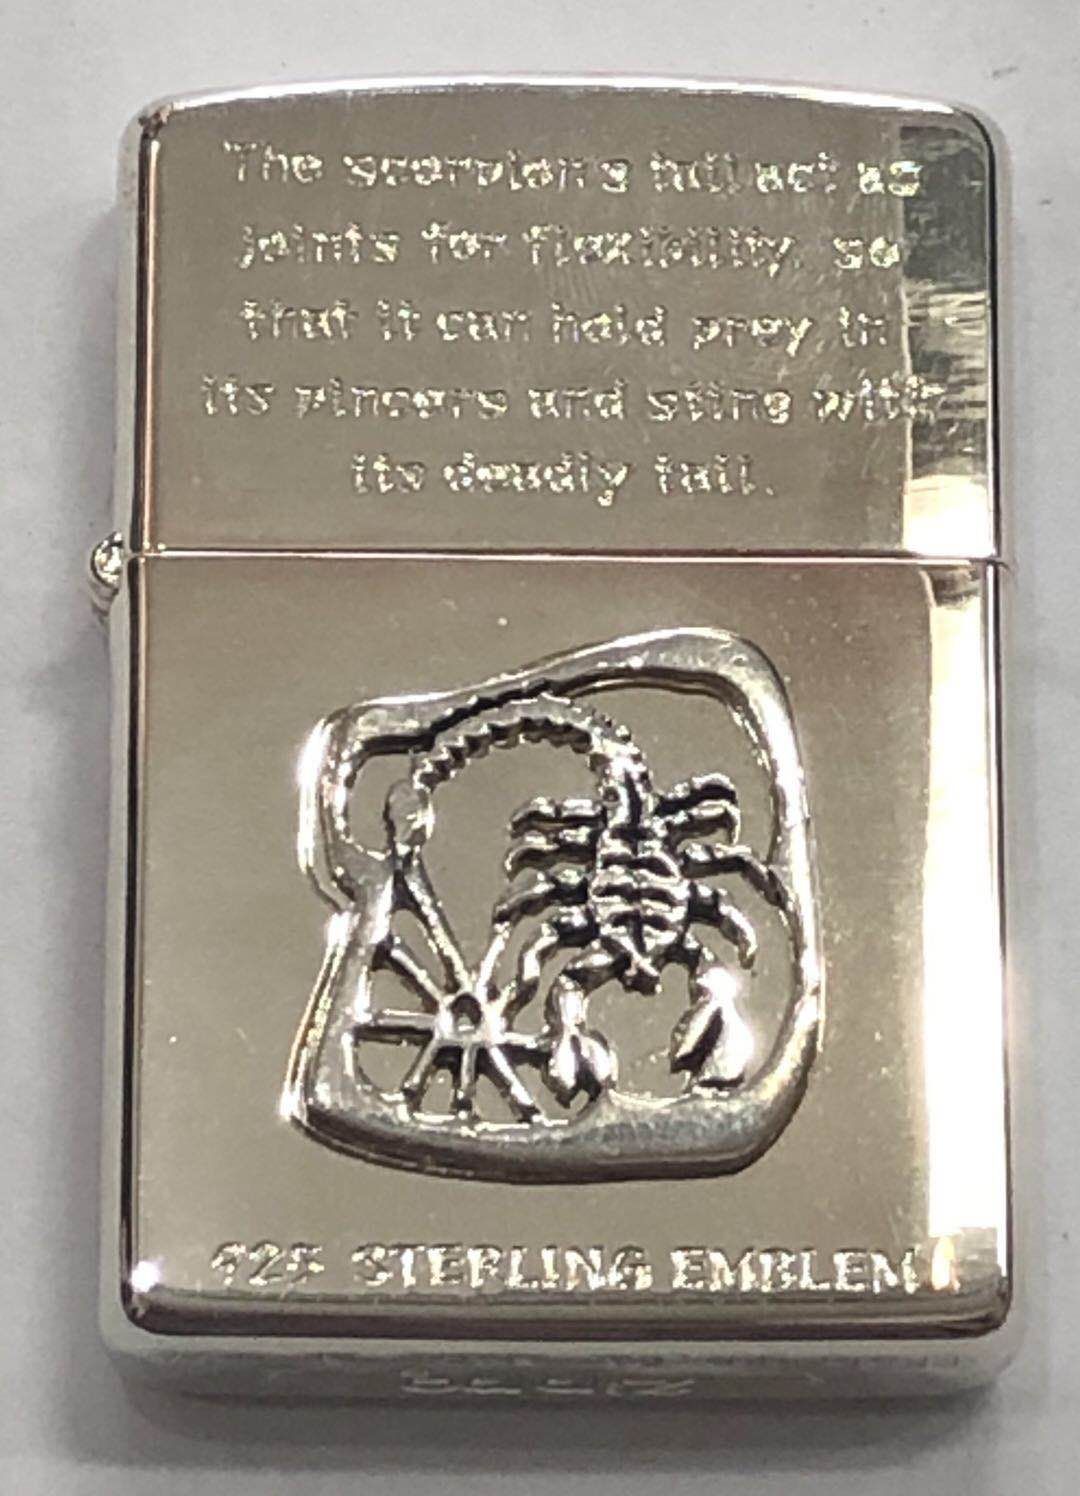 The scorpion's tail act as
joints for flexibility, so
that it can hold prey in
its pincers and sting with
its deadly tail.
925 STERLING EMBLEM